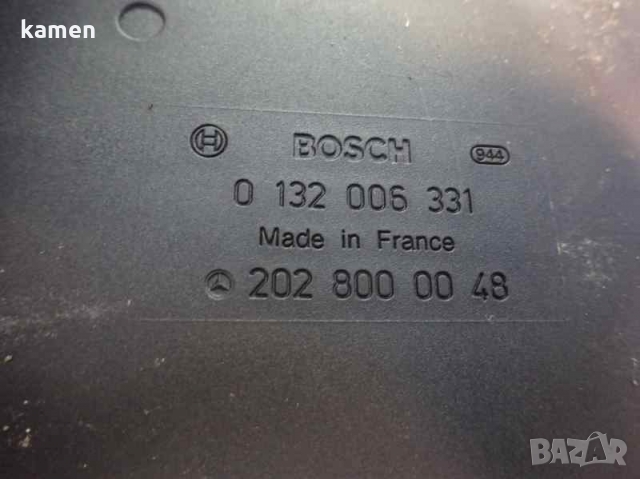 kamen
BOSCH 944
0 132 006 331
Made in France
202 800 00 48
BAZAR